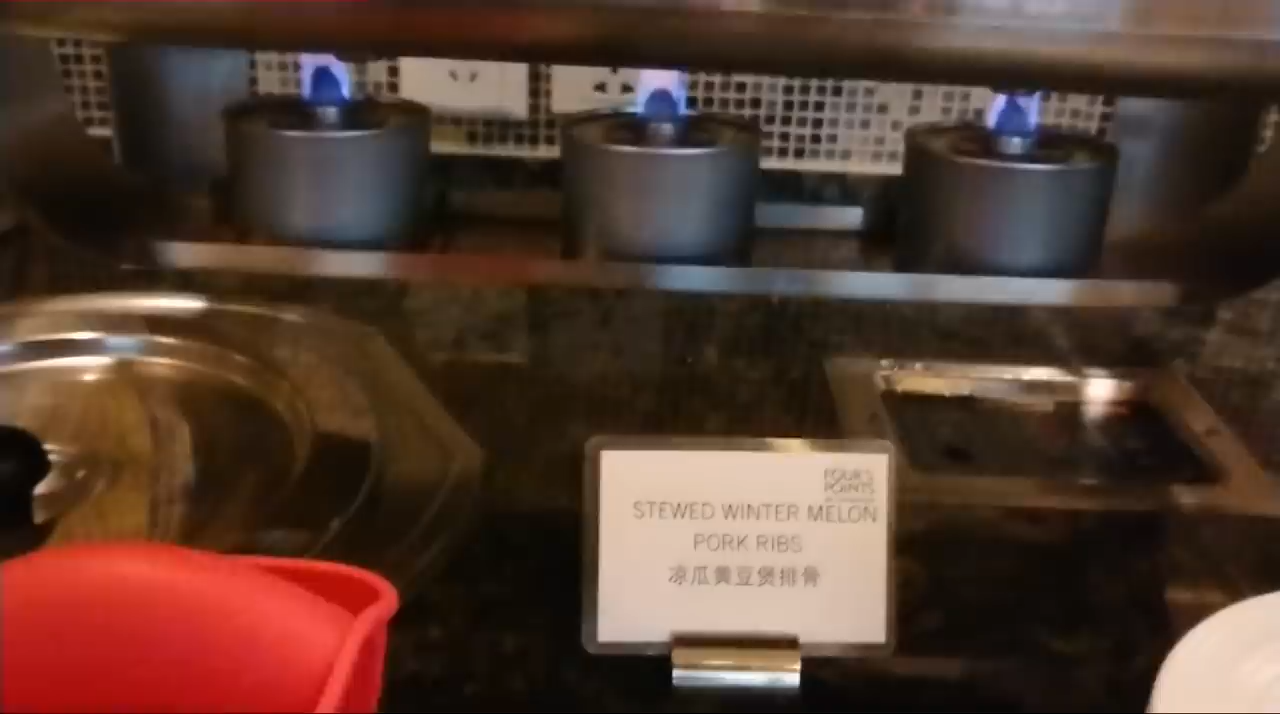 FOUR POINTS
STEWED WINTER MELON
PORK RIBS
凉瓜黄豆煲排骨